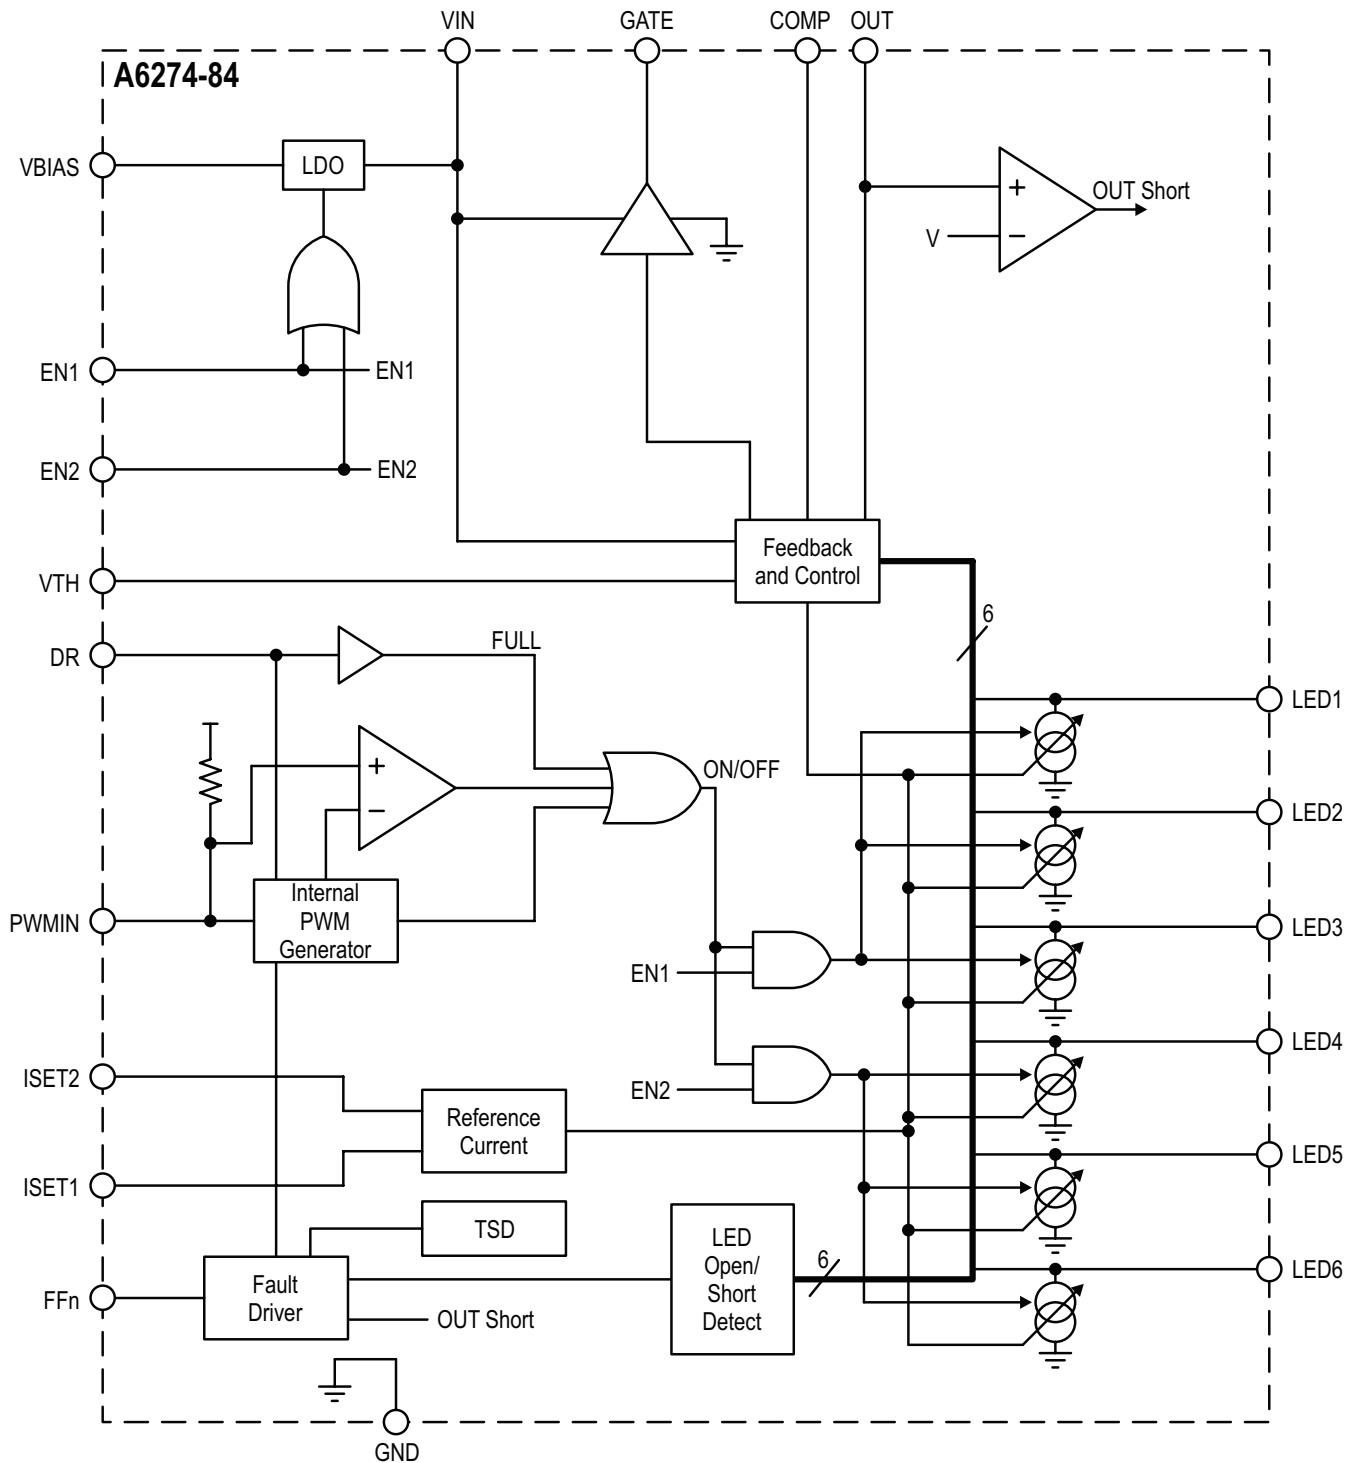 VIN
GATE
COMP
OUT
A6274-84
VBIAS
LDO
+
OUT Short
V
−
EN1
EN1
EN2
EN2
Feedback
and Control
VTH
6
DR
FULL
LED1
+
ON/OFF
−
LED2
Internal
PWM
Generator
PWMIN
LED3
EN1
LED4
ISET2
EN2
Reference
Current
LED5
ISET1
TSD
LED
Open/
Short
Detect
6
LED6
Fault
Driver
FFn
OUT Short
GND